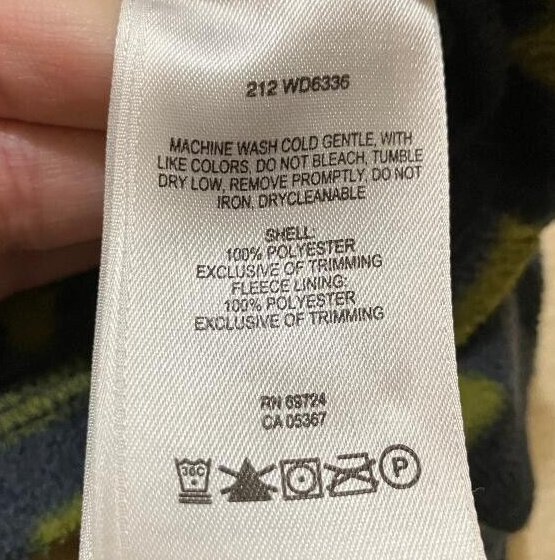 212 WD6336
MACHINE WASH COLD GENTLE, WITH
LIKE COLORS, DO NOT BLEACH, TUMBLE
DRY LOW, REMOVE PROMPTLY, DO NOT
IRON, DRYCLEANABLE
SHELL:
100% POLYESTER
EXCLUSIVE OF TRIMMING
FLEECE LINING:
100% POLYESTER
EXCLUSIVE OF TRIMMING
RN 69724
CA 05367
30C P